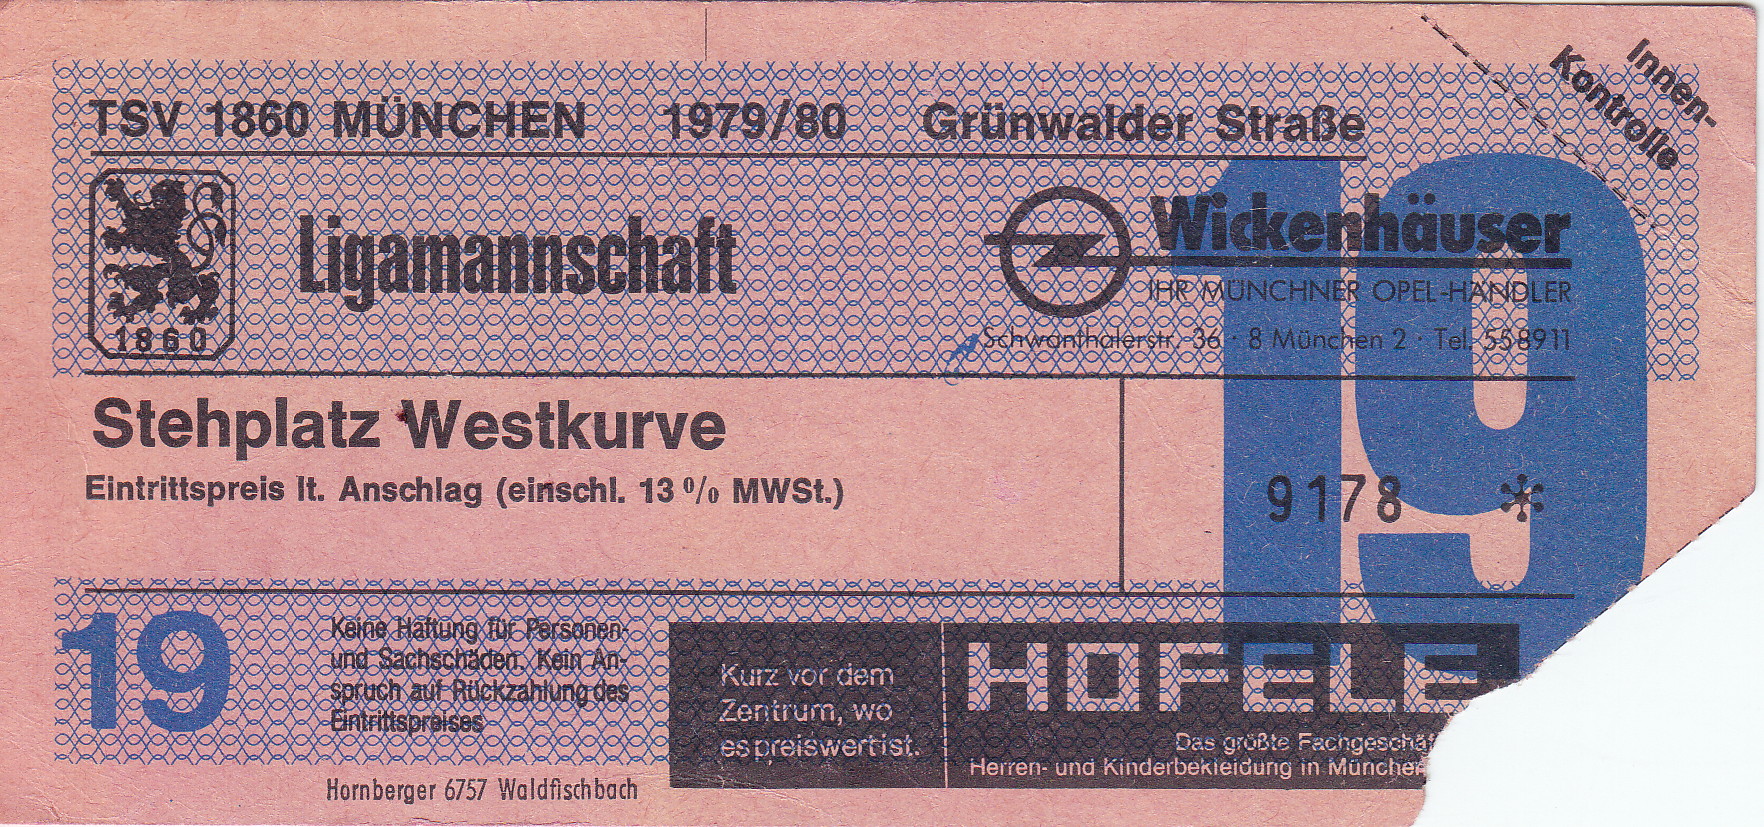 Innen-
Kontrolle
TSV 1860 MÜNCHEN 1979/80 Grünwalder Straße
1860
Ligamannschaft
Wickenhäuser
IHR MÜNCHNER OPEL-HÄNDLER
Schwanthalerstr. 36 · 8 München 2 · Tel. 558911
19
Stehplatz Westkurve
Eintrittspreis lt. Anschlag (einschl. 13 % MWSt.)
9178 *
19
Keine Haftung für Personen-
und Sachschäden. Kein An-
spruch auf Rückzahlung des
Eintrittspreises
Kurz vor dem
Zentrum, wo
es preiswert ist.
HOFELE
Das größte Fachgeschäf
Herren- und Kinderbekleidung in München
Hornberger 6757 Waldfischbach